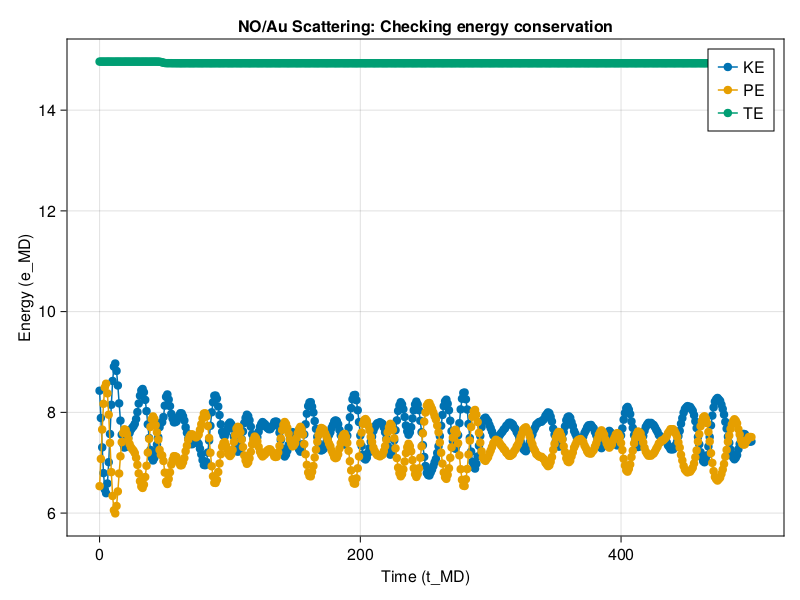 NO/Au Scattering: Checking energy conservation
KE
PE
TE
14
12
10
8
6
Energy (e_MD)
0
200
400
Time (t_MD)